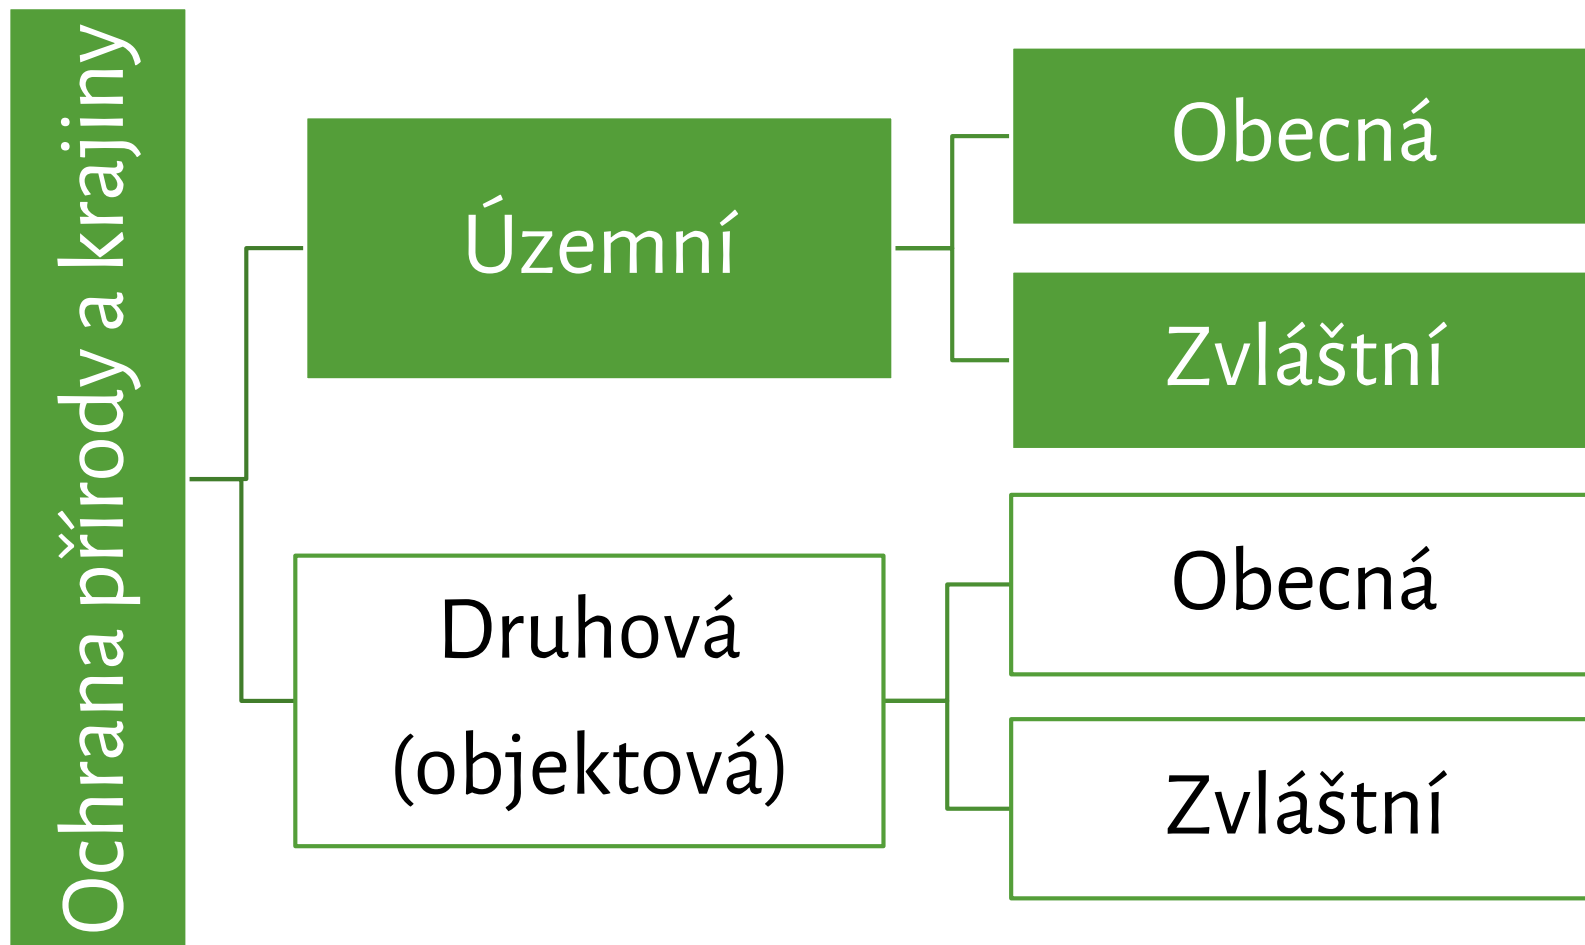 Ochrana přírody a krajiny
Územní
Obecná
Zvláštní
Druhová
(objektová)
Obecná
Zvláštní